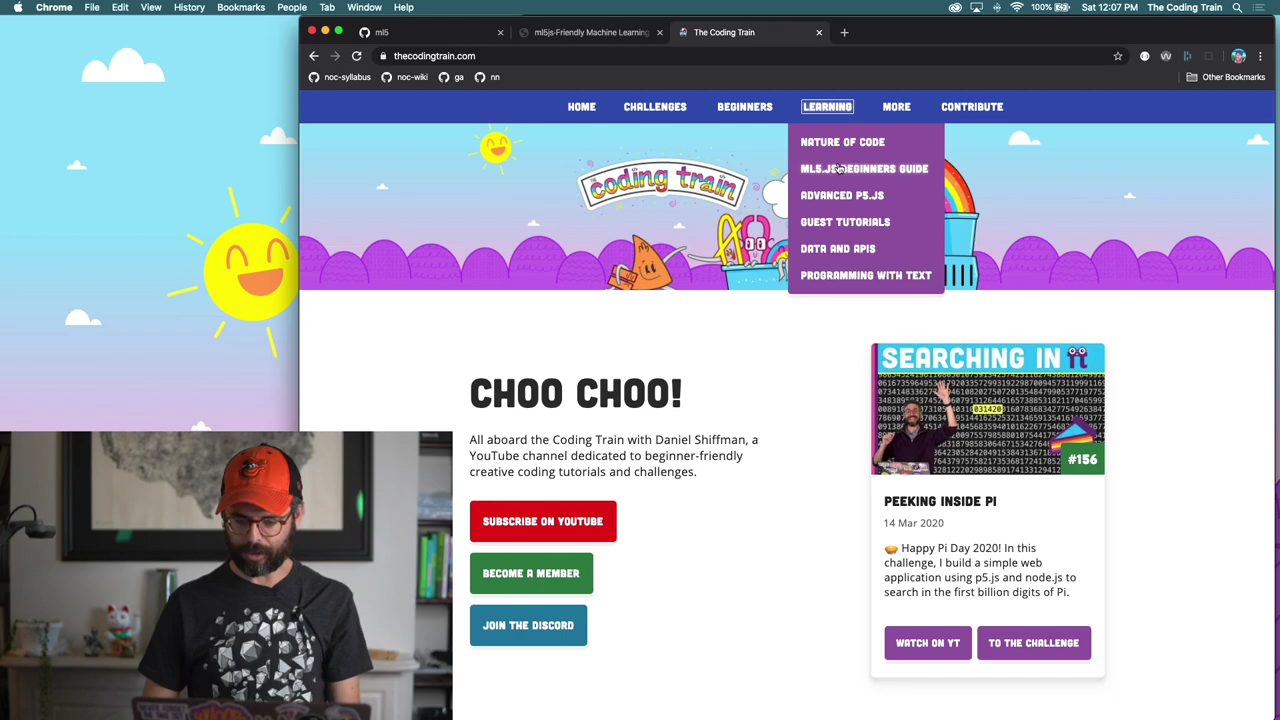 Chrome File Edit View History Bookmarks People Tab Window Help
100% Sat 12:07 PM The Coding Train
ml5
ml5js·Friendly Machine Learning
The Coding Train
thecodingtrain.com
noc-syllabus noc-wiki ga nn
Other Bookmarks
HOME CHALLENGES BEGINNERS LEARNING MORE CONTRIBUTE
NATURE OF CODE
ML5.JS BEGINNERS GUIDE
ADVANCED P5.JS
GUEST TUTORIALS
DATA AND APIS
PROGRAMMING WITH TEXT
the coding train
CHOO CHOO!
All aboard the Coding Train with Daniel Shiffman, a
YouTube channel dedicated to beginner-friendly
creative coding tutorials and challenges.
SUBSCRIBE ON YOUTUBE
BECOME A MEMBER
JOIN THE DISCORD
SEARCHING IN π
031420
#156
PEEKING INSIDE PI
14 Mar 2020
🥧 Happy Pi Day 2020! In this
challenge, I build a simple web
application using p5.js and node.js to
search in the first billion digits of Pi.
WATCH ON YT
TO THE CHALLENGE